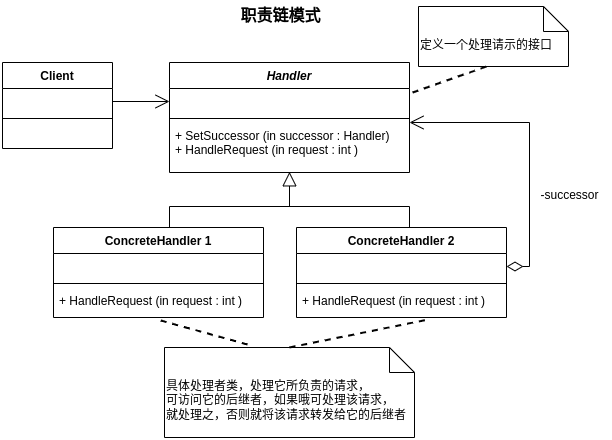 职责链模式
定义一个处理请示的接口
Client
Handler
+ SetSuccessor (in successor : Handler)
+ HandleRequest (in request : int )
-successor
ConcreteHandler 1
ConcreteHandler 2
+ HandleRequest (in request : int )
+ HandleRequest (in request : int )
具体处理者类，处理它所负责的请求，
可访问它的后继者，如果哦可处理该请求，
就处理之，否则就将该请求转发给它的后继者